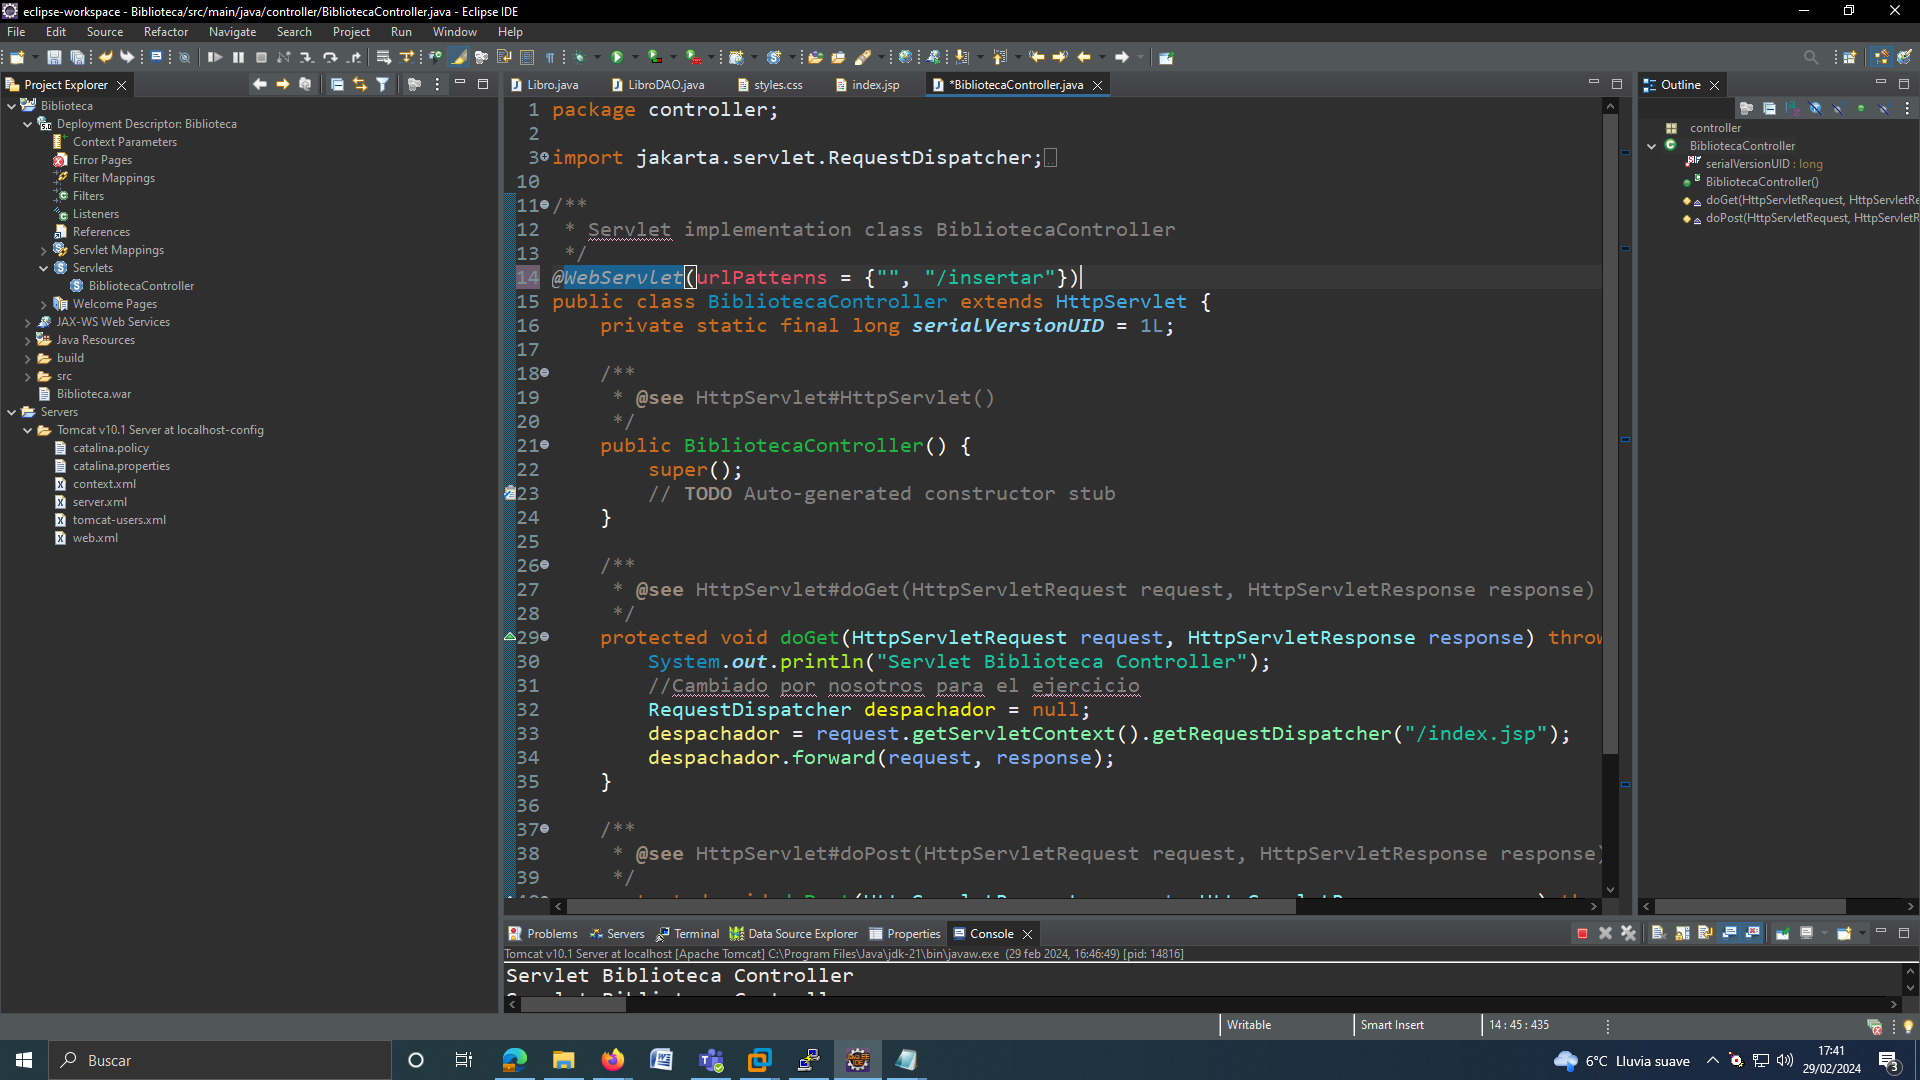 eclipse-workspace - Biblioteca/src/main/java/controller/BibliotecaController.java - Eclipse IDE
File Edit Source Refactor Navigate Search Project Run Window Help
Project Explorer
Biblioteca
Deployment Descriptor: Biblioteca
Context Parameters
Error Pages
Filter Mappings
Filters
Listeners
References
Servlet Mappings
Servlets
BibliotecaController
Welcome Pages
JAX-WS Web Services
Java Resources
build
src
Biblioteca.war
Servers
Tomcat v10.1 Server at localhost-config
catalina.policy
catalina.properties
context.xml
server.xml
tomcat-users.xml
web.xml
Libro.java LibroDAO.java styles.css index.jsp *BibliotecaController.java
1 package controller;
2
3 import jakarta.servlet.RequestDispatcher;
10
11 /**
12 * Servlet implementation class BibliotecaController
13 */
14 @WebServlet(urlPatterns = {"", "/insertar"})
15 public class BibliotecaController extends HttpServlet {
16 private static final long serialVersionUID = 1L;
17
18 /**
19 * @see HttpServlet#HttpServlet()
20 */
21 public BibliotecaController() {
22 super();
23 // TODO Auto-generated constructor stub
24 }
25
26 /**
27 * @see HttpServlet#doGet(HttpServletRequest request, HttpServletResponse response)
28 */
29 protected void doGet(HttpServletRequest request, HttpServletResponse response) throw
30 System.out.println("Servlet Biblioteca Controller");
31 //Cambiado por nosotros para el ejercicio
32 RequestDispatcher despachador = null;
33 despachador = request.getServletContext().getRequestDispatcher("/index.jsp");
34 despachador.forward(request, response);
35 }
36
37 /**
38 * @see HttpServlet#doPost(HttpServletRequest request, HttpServletResponse response)
39 */
Outline
controller
BibliotecaController
serialVersionUID : long
BibliotecaController()
doGet(HttpServletRequest, HttpServletRe
doPost(HttpServletRequest, HttpServletR
Problems Servers Terminal Data Source Explorer Properties Console
Tomcat v10.1 Server at localhost [Apache Tomcat] C:\Program Files\Java\jdk-21\bin\javaw.exe (29 feb 2024, 16:46:49) [pid: 14816]
Servlet Biblioteca Controller
Writable Smart Insert 14 : 45 : 435
Buscar
6°C Lluvia suave
17:41
29/02/2024
3